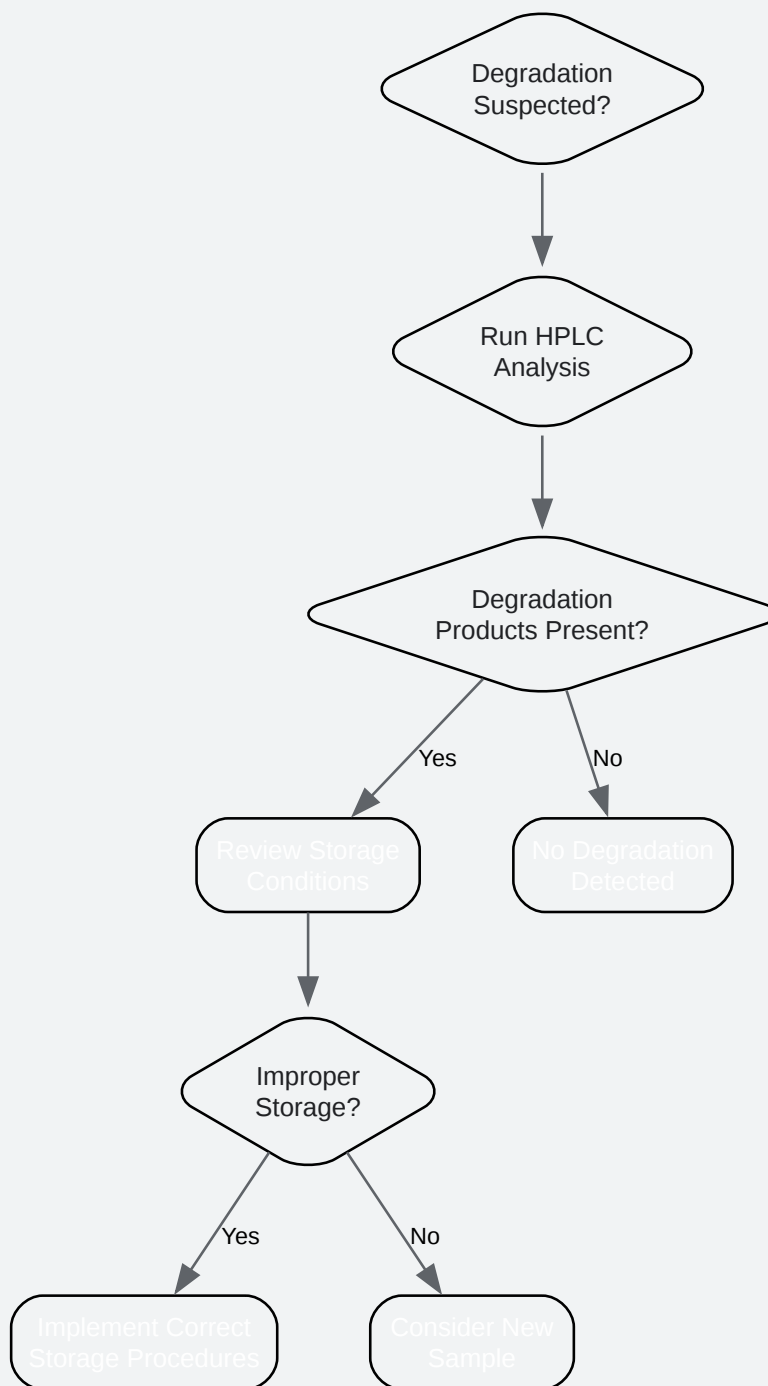 Degradation
Suspected?
Run HPLC
Analysis
Degradation
Products Present?
Yes
No
Review Storage
Conditions
No Degradation
Detected
Improper
Storage?
Yes
No
Implement Correct
Storage Procedures
Consider New
Sample